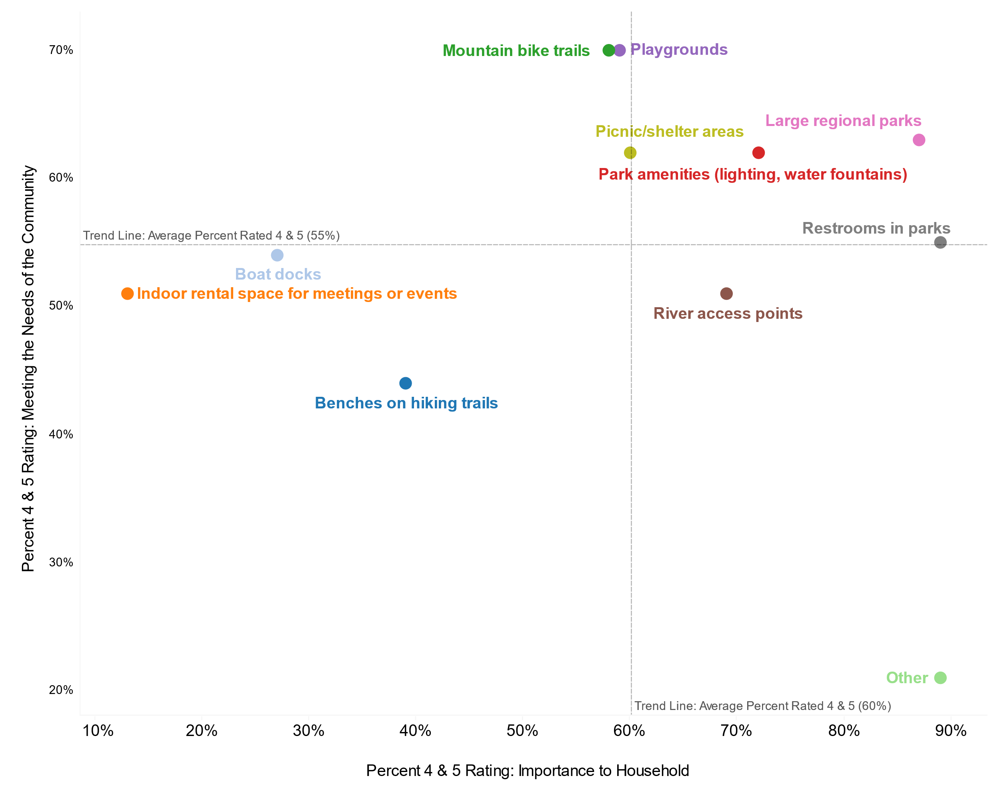 70%
Mountain bike trails
Playgrounds
Large regional parks
Picnic/shelter areas
60%
Park amenities (lighting, water fountains)
Restrooms in parks
Trend Line: Average Percent Rated 4 & 5 (55%)
Boat docks
Indoor rental space for meetings or events
50%
River access points
Benches on hiking trails
40%
30%
Other
20%
Trend Line: Average Percent Rated 4 & 5 (60%)
Percent 4 & 5 Rating: Meeting the Needs of the Community
10% 20% 30% 40% 50% 60% 70% 80% 90%
Percent 4 & 5 Rating: Importance to Household